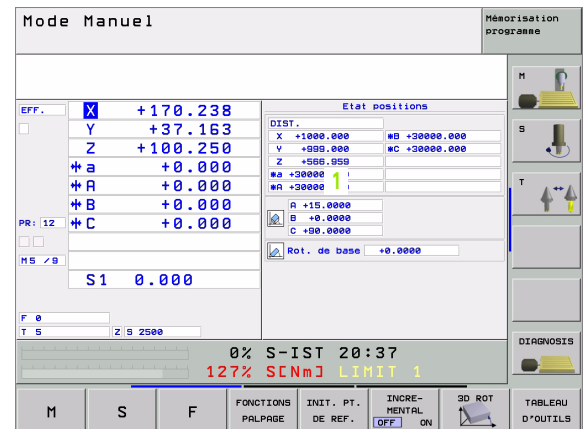 Mode Manuel
Mémorisation
programme
EFF.
X +170.238
Y +37.163
Z +100.250
a +0.000
A +0.000
B +0.000
C +0.000
PR: 12
M5 /9
S1 0.000
F 0
T 5 Z S 2500
Etat positions
DIST.
X +1000.000 *B +30000.000
Y +999.000 *C +30000.000
Z +566.959
*a +30000
*A +30000
1
A +15.0000
B +0.0000
C +90.0000
Rot. de base +0.0000
0% S-IST 20:37
127% S[Nm] LIMIT 1
M
S
T
DIAGNOSIS
M
S
F
FONCTIONS
PALPAGE
INIT. PT.
DE REF.
INCRE-
MENTAL
OFF ON
3D ROT
TABLEAU
D'OUTILS